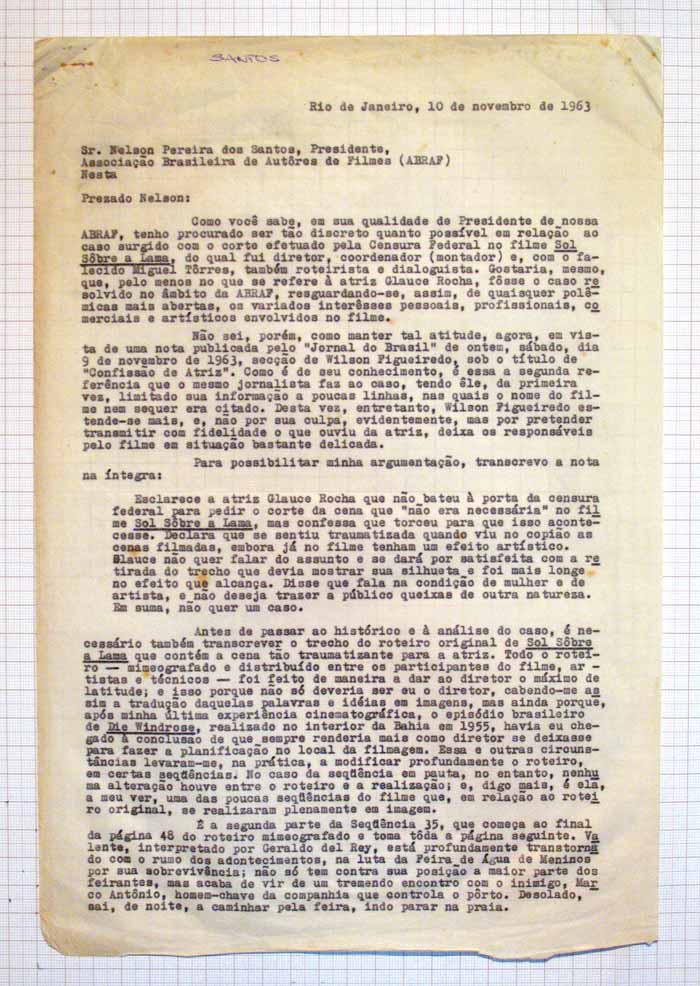 SANTOS
Rio de Janeiro, 10 de novembro de 1963
Sr. Nelson Pereira dos Santos, Presidente,
Associação Brasileira de Autôres de Filmes (ABRAF)
Nesta
Prezado Nelson:
Como você sabe, em sua qualidade de Presidente de nossa
ABRAF, tenho procurado ser tão discreto quanto possível em relação ao
caso surgido com o corte efetuado pela Censura Federal no filme Sol
Sôbre a Lama, do qual fui diretor, coordenador (montador) e, com o fa-
lecido Miguel Tôrres, também roteirista e dialoguista. Gostaria, mesmo,
que, pelo menos no que se refere à atriz Glauce Rocha, fôsse o caso re
solvido no âmbito da ABRAF, resguardando-se, assim, de quaisquer polê-
micas mais abertas, os variados interêsses pessoais, profissionais, co
merciais e artísticos envolvidos no filme.
Não sei, porém, como manter tal atitude, agora, em vis-
ta de uma nota publicada pelo "Jornal do Brasil" de ontem, sábado, dia
9 de novembro de 1963, secção de Wilson Figueiredo, sob o título de
"Confissão de Atriz". Como é de seu conhecimento, é essa a segunda re-
ferência que o mesmo jornalista faz ao caso, tendo êle, da primeira
vez, limitado sua informação a poucas linhas, nas quais o nome do fil-
me nem sequer era citado. Desta vez, entretanto, Wilson Figueiredo es-
tende-se mais, e, não por sua culpa, evidentemente, mas por pretender
transmitir com fidelidade o que ouviu da atriz, deixa os responsáveis
pelo filme em situação bastante delicada.
Para possibilitar minha argumentação, transcrevo a nota
na íntegra:
Esclarece a atriz Glauce Rocha que não bateu à porta da censura
federal para pedir o corte da cena que "não era necessária" no fil
me Sol Sôbre a Lama, mas confessa que torceu para que isso aconte-
cesse. Declara que se sentiu traumatizada quando viu no copião as
cenas filmadas, embora já no filme tenham um efeito artístico.
Glauce não quer falar do assunto e se dará por satisfeita com a re
tirada do trecho que devia mostrar sua silhueta e foi mais longe
no efeito que alcança. Disse que fala na condição de mulher e de
artista, e não deseja trazer a público queixas de outra natureza.
Em suma, não quer um caso.
Antes de passar ao histórico e à análise do caso, é ne-
cessário também transcrever o trecho do roteiro original de Sol Sôbre
a Lama que contém a cena tão traumatizante para a atriz. Todo o rotei-
ro — mimeografado e distribuído entre os participantes do filme, ar -
tistas e técnicos — foi feito de maneira a dar ao diretor o máximo de
latitude; e isso porque não só deveria ser eu o diretor, cabendo-me as
sim a tradução daquelas palavras e idéias em imagens, mas ainda porque,
após minha última experiência cinematográfica, o episódio brasileiro
de Die Windrose, realizado no interior da Bahia em 1955, havia eu che-
gado à conclusão de que sempre renderia mais como diretor se deixasse
para fazer a planificação no local da filmagem. Essa e outras circuns-
tâncias levaram-me, na prática, a modificar profundamente o roteiro,
em certas seqüências. No caso da seqüência em pauta, no entanto, nenhu
ma alteração houve entre o roteiro e a realização; e, digo mais, é ela,
a meu ver, uma das poucas seqüências do filme que, em relação ao rotei
ro original, se realizaram plenamente em imagem.
É a segunda parte da Seqüência 35, que começa ao final
da página 48 do roteiro mimeografado e toma tôda a página seguinte. Va
lente, interpretado por Geraldo del Rey, está profundamente transtorna
do com o rumo dos adontecimentos, na luta da Feira de Água de Meninos
por sua sobrevivência; não só tem contra sua posição a maior parte dos
feirantes, mas acaba de vir de um tremendo encontro com o inimigo, Mar
co Antônio, homem-chave da companhia que controla o pôrto. Desolado,
sai, de noite, a caminhar pela feira, indo parar na praia.